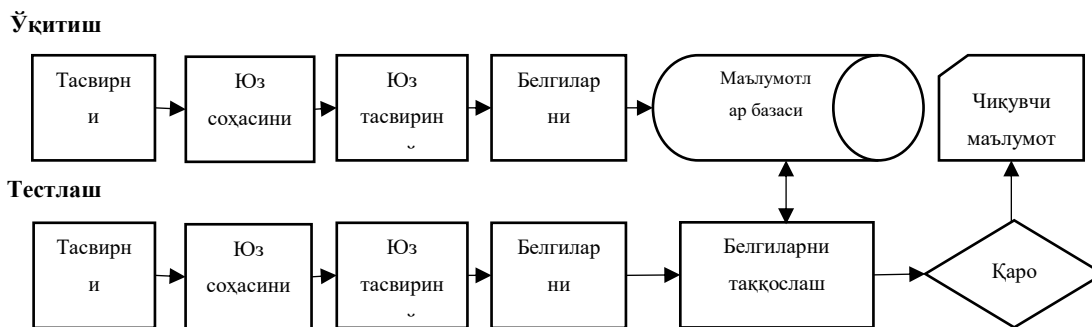 Ўқитиш
Тасвирн
и
Юз
соҳасини
Юз
тасвирин
Белгилар
ни
Маълумотл
ар базаси
Чиқувчи
маълумот
Тестлаш
Тасвирн
и
Юз
соҳасини
Юз
тасвирин
Белгилар
ни
Белгиларни
таққослаш
Қаро